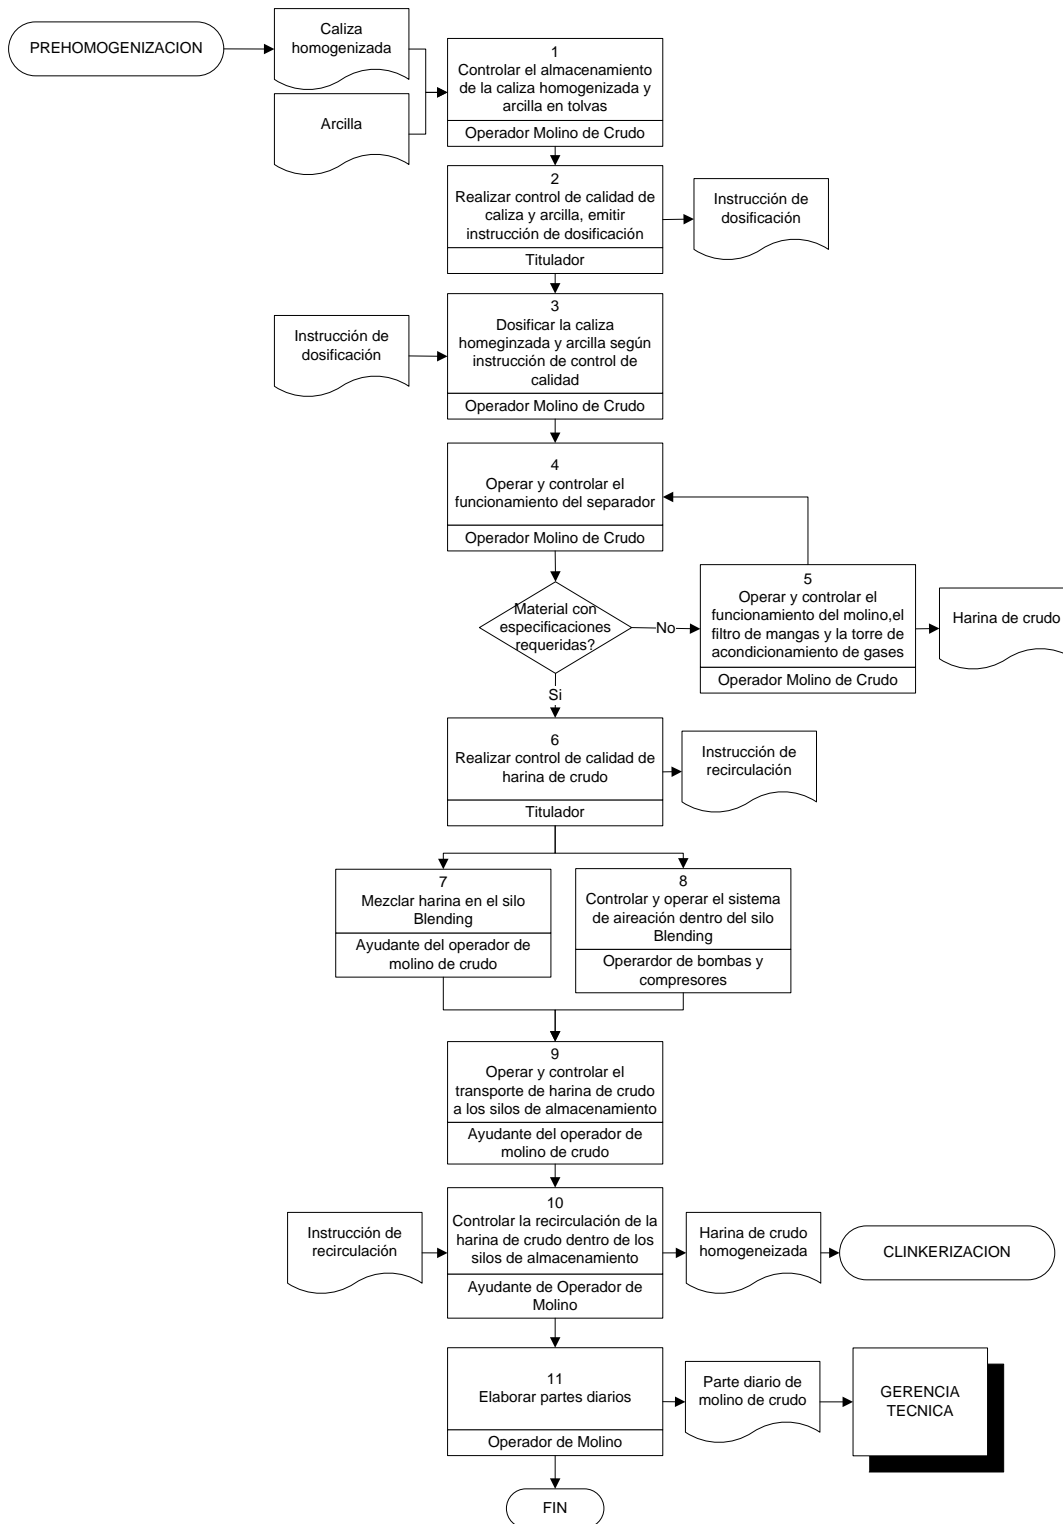 PREHOMOGENIZACION
Caliza
homogenizada
Arcilla
1
Controlar el almacenamiento
de la caliza homogenizada y
arcilla en tolvas
Operador Molino de Crudo
2
Realizar control de calidad de
caliza y arcilla, emitir
instrucción de dosificación
Titulador
Instrucción de
dosificación
Instrucción de
dosificación
3
Dosificar la caliza
homeginzada y arcilla según
instrucción de control de
calidad
Operador Molino de Crudo
4
Operar y controlar el
funcionamiento del separador
Operador Molino de Crudo
Material con
especificaciones
requeridas?
No
Si
5
Operar y controlar el
funcionamiento del molino,el
filtro de mangas y la torre de
acondicionamiento de gases
Operador Molino de Crudo
Harina de crudo
6
Realizar control de calidad de
harina de crudo
Titulador
Instrucción de
recirculación
7
Mezclar harina en el silo
Blending
Ayudante del operador de
molino de crudo
8
Controlar y operar el sistema
de aireación dentro del silo
Blending
Operardor de bombas y
compresores
9
Operar y controlar el
transporte de harina de crudo
a los silos de almacenamiento
Ayudante del operador de
molino de crudo
Instrucción de
recirculación
10
Controlar la recirculación de la
harina de crudo dentro de los
silos de almacenamiento
Ayudante de Operador de
Molino
Harina de crudo
homogeneizada
CLINKERIZACION
11
Elaborar partes diarios
Operador de Molino
Parte diario de
molino de crudo
GERENCIA
TECNICA
FIN